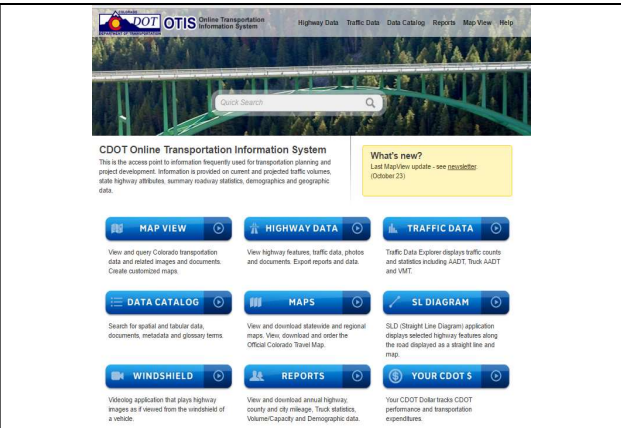 COLORADO
DOT
DEPARTMENT OF TRANSPORTATION
OTIS Online Transportation
Information System
Highway Data Traffic Data Data Catalog Reports Map View Help
Quick Search
CDOT Online Transportation Information System
This is the access point to information frequently used for transportation planning and
project development. Information is provided on current and projected traffic volumes,
state highway attributes, summary roadway statistics, demographics and geographic
data.
What's new?
Last MapView update - see newsletter.
(October 23)
MAP VIEW
View and query Colorado transportation
data and related images and documents.
Create customized maps.
HIGHWAY DATA
View highway features, traffic data, photos
and documents. Export reports and data.
TRAFFIC DATA
Traffic Data Explorer displays traffic counts
and statistics including AADT, Truck AADT
and VMT.
DATA CATALOG
Search for spatial and tabular data,
documents, metadata and glossary terms.
MAPS
View and download statewide and regional
maps. View, download and order the
Official Colorado Travel Map.
SL DIAGRAM
SLD (Straight Line Diagram) application
displays selected highway features along
the road displayed as a straight line and
map.
WINDSHIELD
Videolog application that plays highway
images as if viewed from the windshield of
a vehicle.
REPORTS
View and download annual highway,
county and city mileage, Truck statistics,
Volume/Capacity and Demographic data.
YOUR CDOT $
Your CDOT Dollar tracks CDOT
performance and transportation
expenditures.